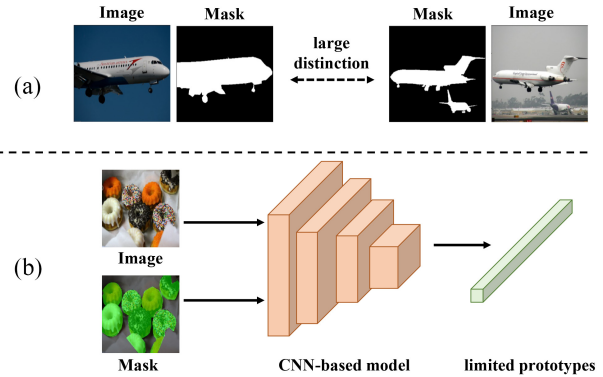 Image
Mask
Mask
Image
large
distinction
(a)
(b)
Image
Mask
CNN-based model
limited prototypes